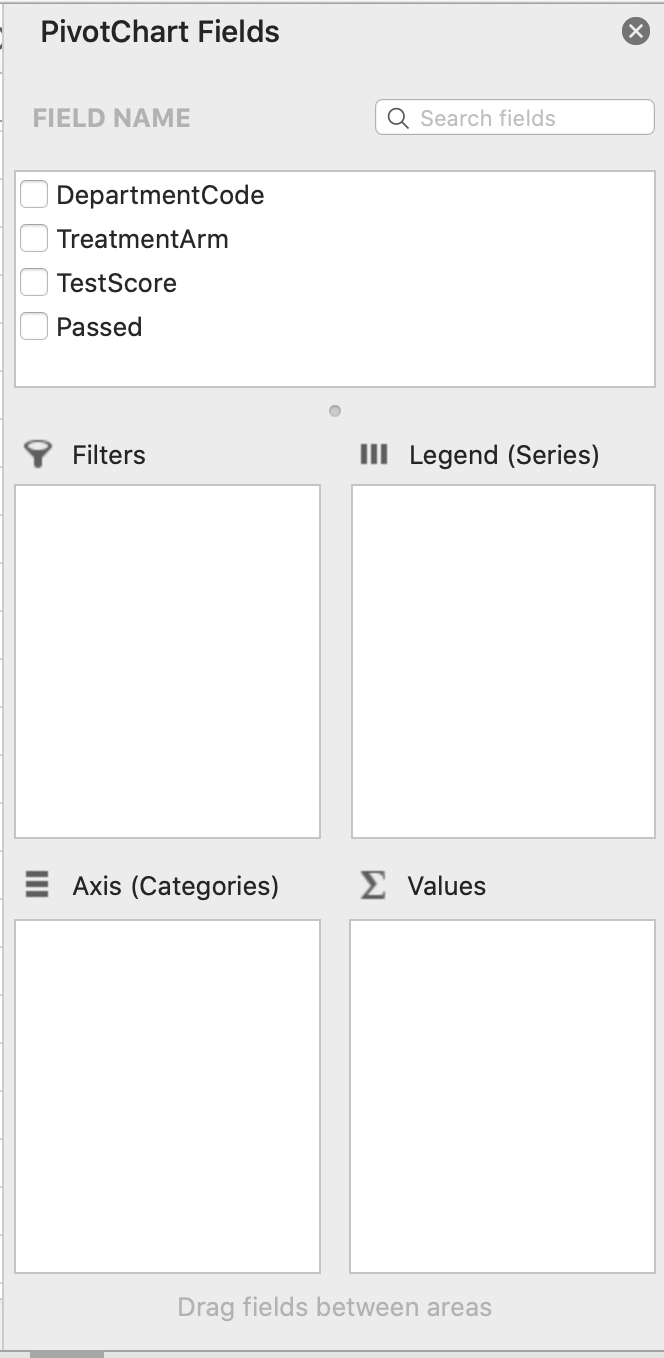 PivotChart Fields
FIELD NAME
Search fields
DepartmentCode
TreatmentArm
TestScore
Passed
Filters
Legend (Series)
Axis (Categories)
Values
Drag fields between areas